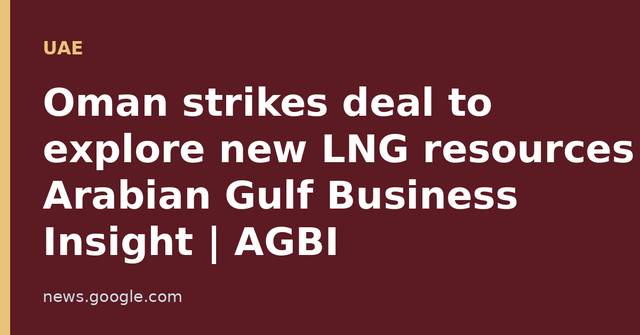 UAE
Oman strikes deal to
explore new LNG resources
Arabian Gulf Business
Insight | AGBI
news.google.com